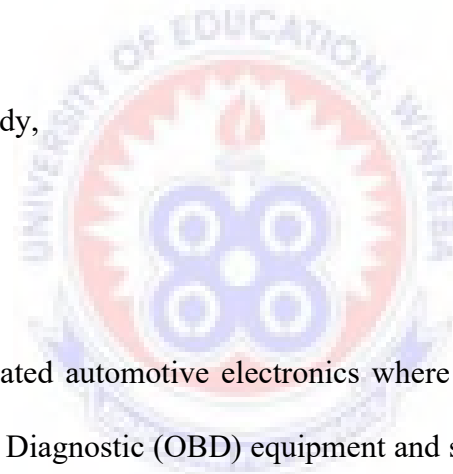 UNIVERSITY OF EDUCATION, WINNEBA
dy,
ated automotive electronics where
Diagnostic (OBD) equipment and s